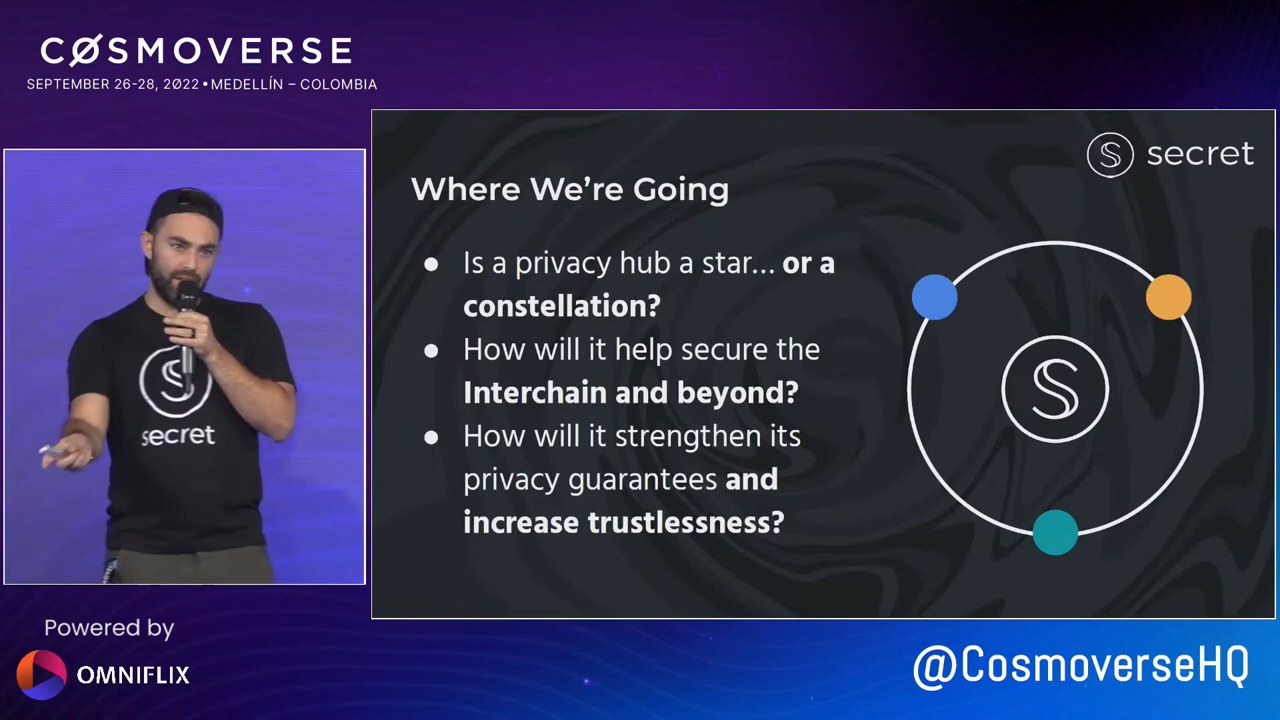 CØSMOVERSE
SEPTEMBER 26-28, 2Ø22 • MEDELLÍN – COLOMBIA
secret
Where We're Going
● Is a privacy hub a star... or a
constellation?
● How will it help secure the
Interchain and beyond?
● How will it strengthen its
privacy guarantees and
increase trustlessness?
S
S
secret
Powered by
OMNIFLIX
@CosmoverseHQ